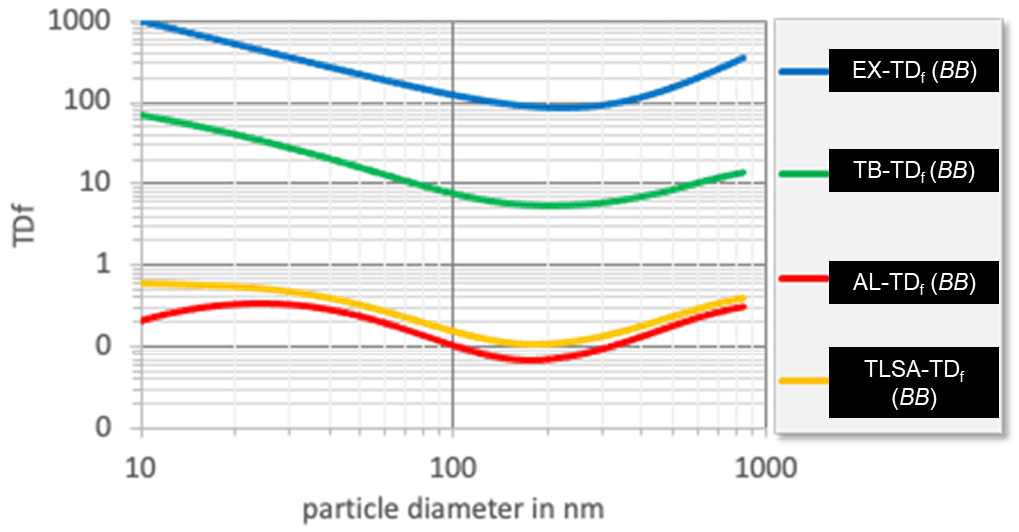 1000
100
10
1
0
0
TDf
10
100
1000
particle diameter in nm
EX-TDf (BB)
TB-TDf (BB)
AL-TDf (BB)
TLSA-TDf
(BB)